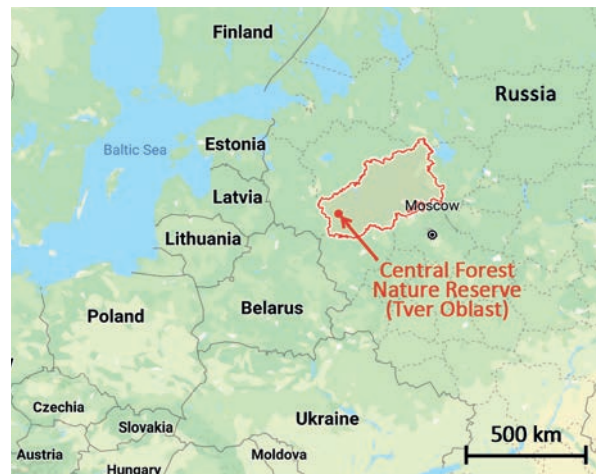 Finland
Russia
Baltic Sea
Estonia
Latvia
Moscow
Lithuania
Central Forest
Nature Reserve
(Tver Oblast)
Belarus
Poland
Czechia
Ukraine
Slovakia
500 km
Austria
Moldova
Hungary